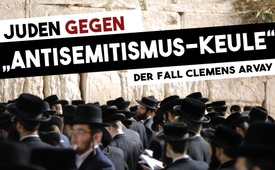 JUDEN GEGEN
„ANTISEMITISMUS-KEULE“
DER FALL CLEMENS ARVAY